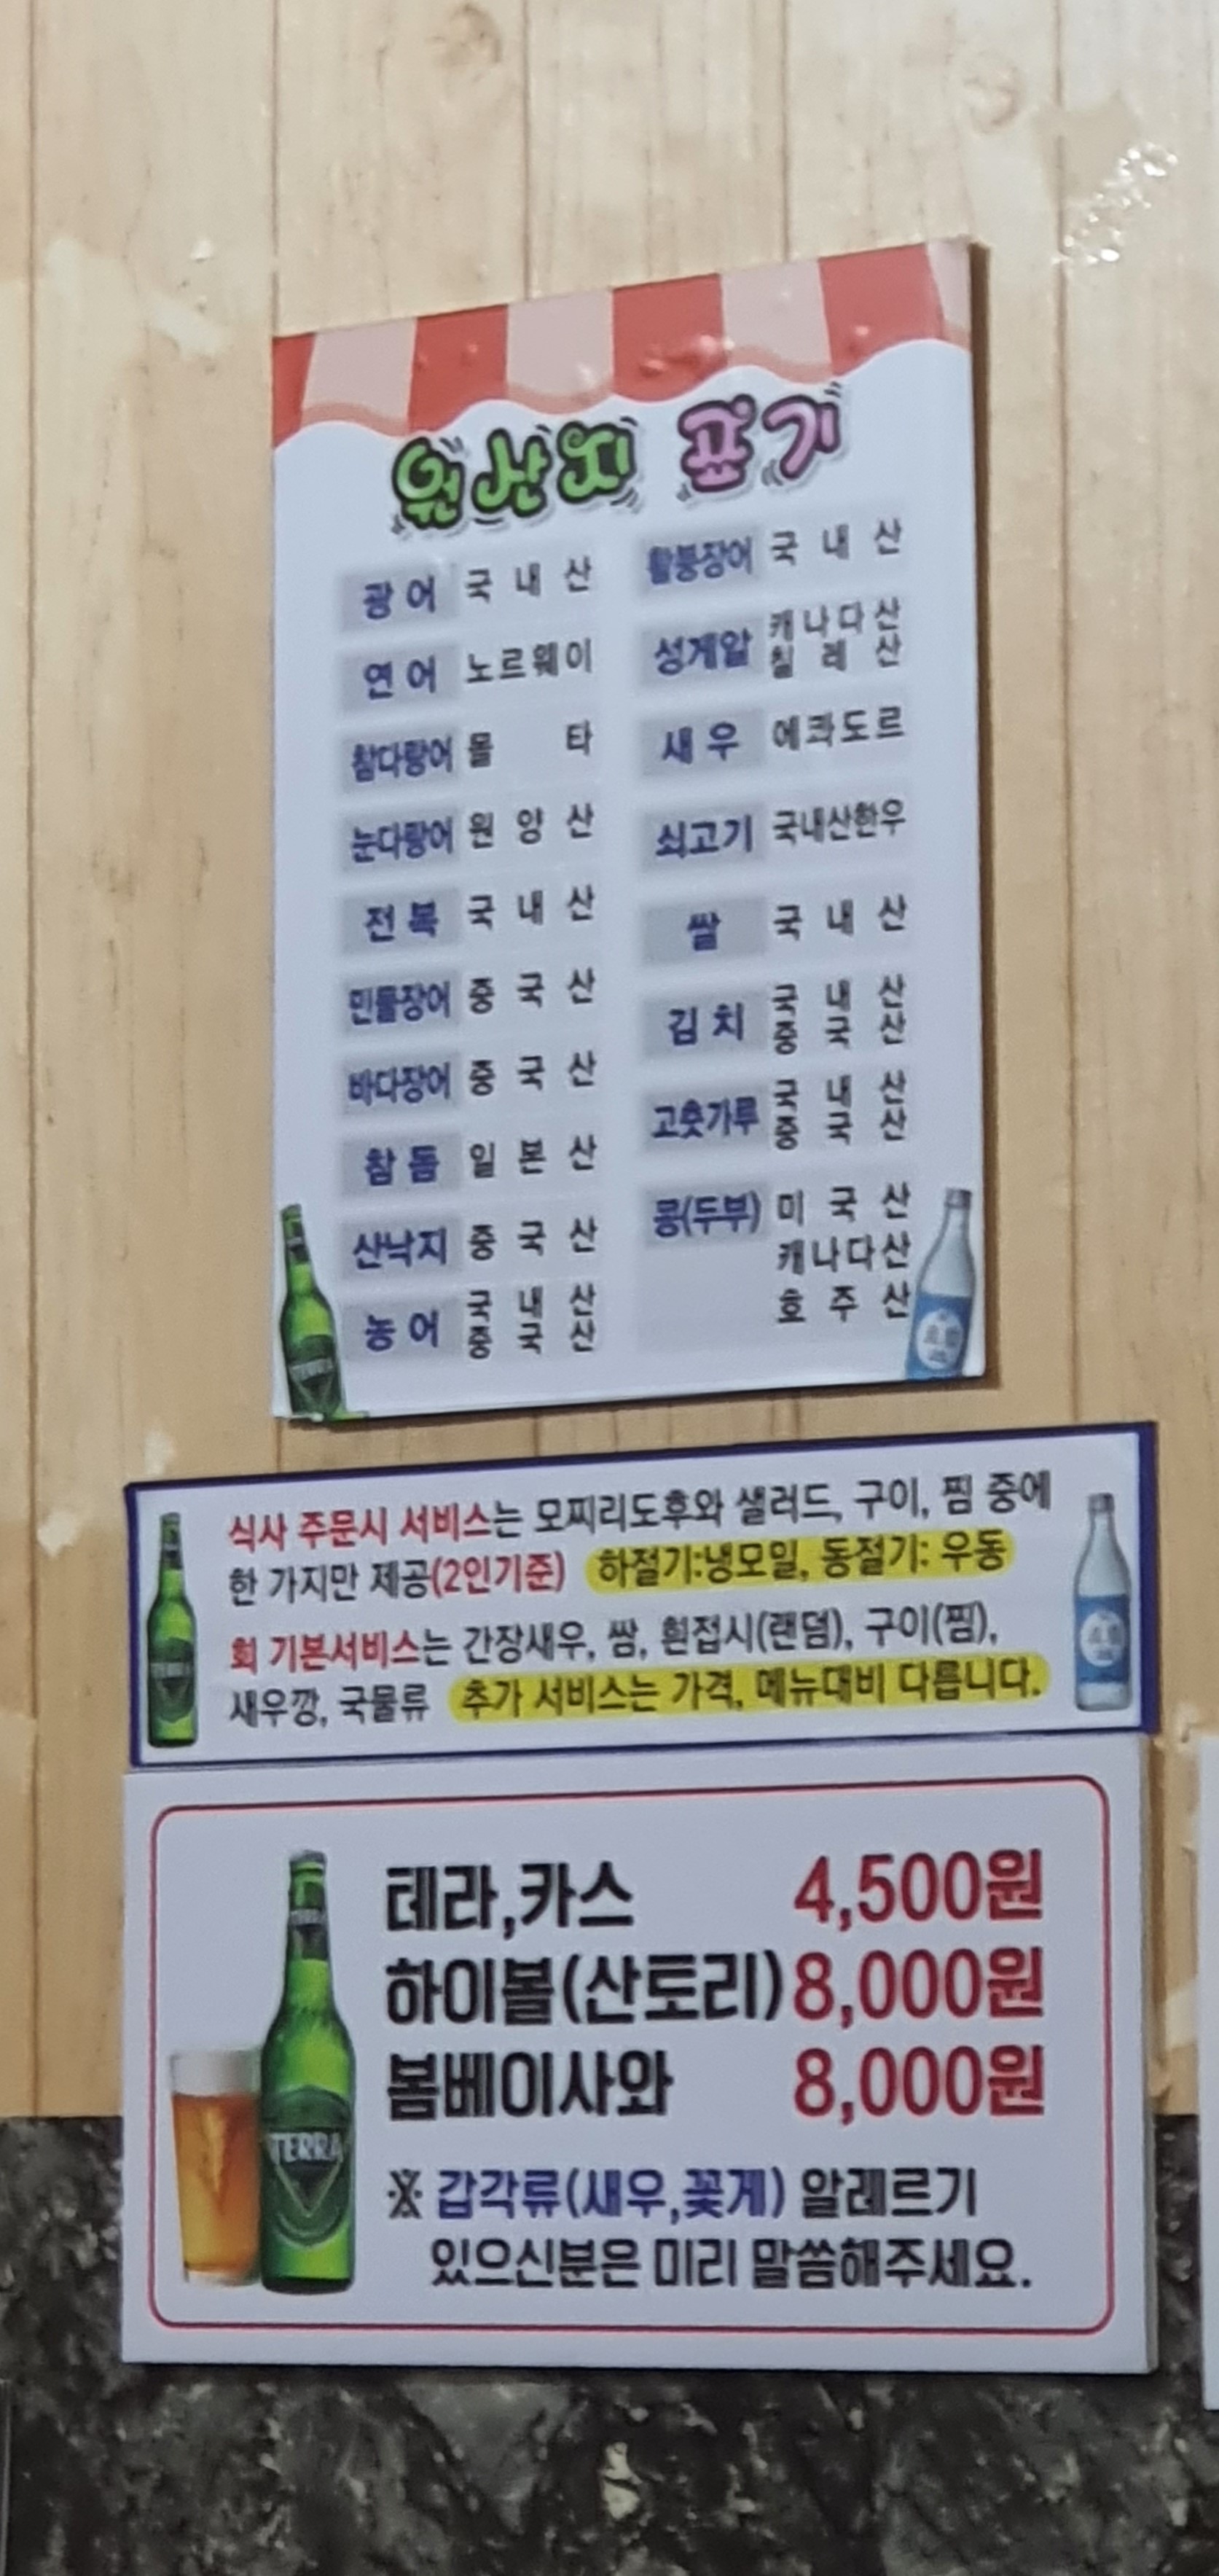 원산지 표기
광어 국내산
연어 노르웨이
참다랑어 몰타
눈다랑어 원양산
전복 국내산
민물장어 중국산
바다장어 중국산
참돔 일본산
산낙지 중국산
농어 국내산
중국산
활붕장어 국내산
성게알 캐나다산
칠레산
새우 에콰도르
쇠고기 국내산한우
쌀 국내산
김치 국내산
중국산
고춧가루 국내산
중국산
콩(두부) 미국산
캐나다산
호주산
TERRA
식사 주문시 서비스는 모찌리도후와 샐러드, 구이, 찜 중에
한 가지만 제공(2인기준) 하절기:냉모밀, 동절기: 우동
회 기본서비스는 간장새우, 쌈, 흰접시(랜덤), 구이(찜),
새우깡, 국물류 추가 서비스는 가격, 메뉴대비 다릅니다.
TERRA
테라,카스 4,500원
하이볼(산토리) 8,000원
봄베이사와 8,000원
※ 갑각류(새우,꽃게) 알레르기
있으신분은 미리 말씀해주세요.
TERRA